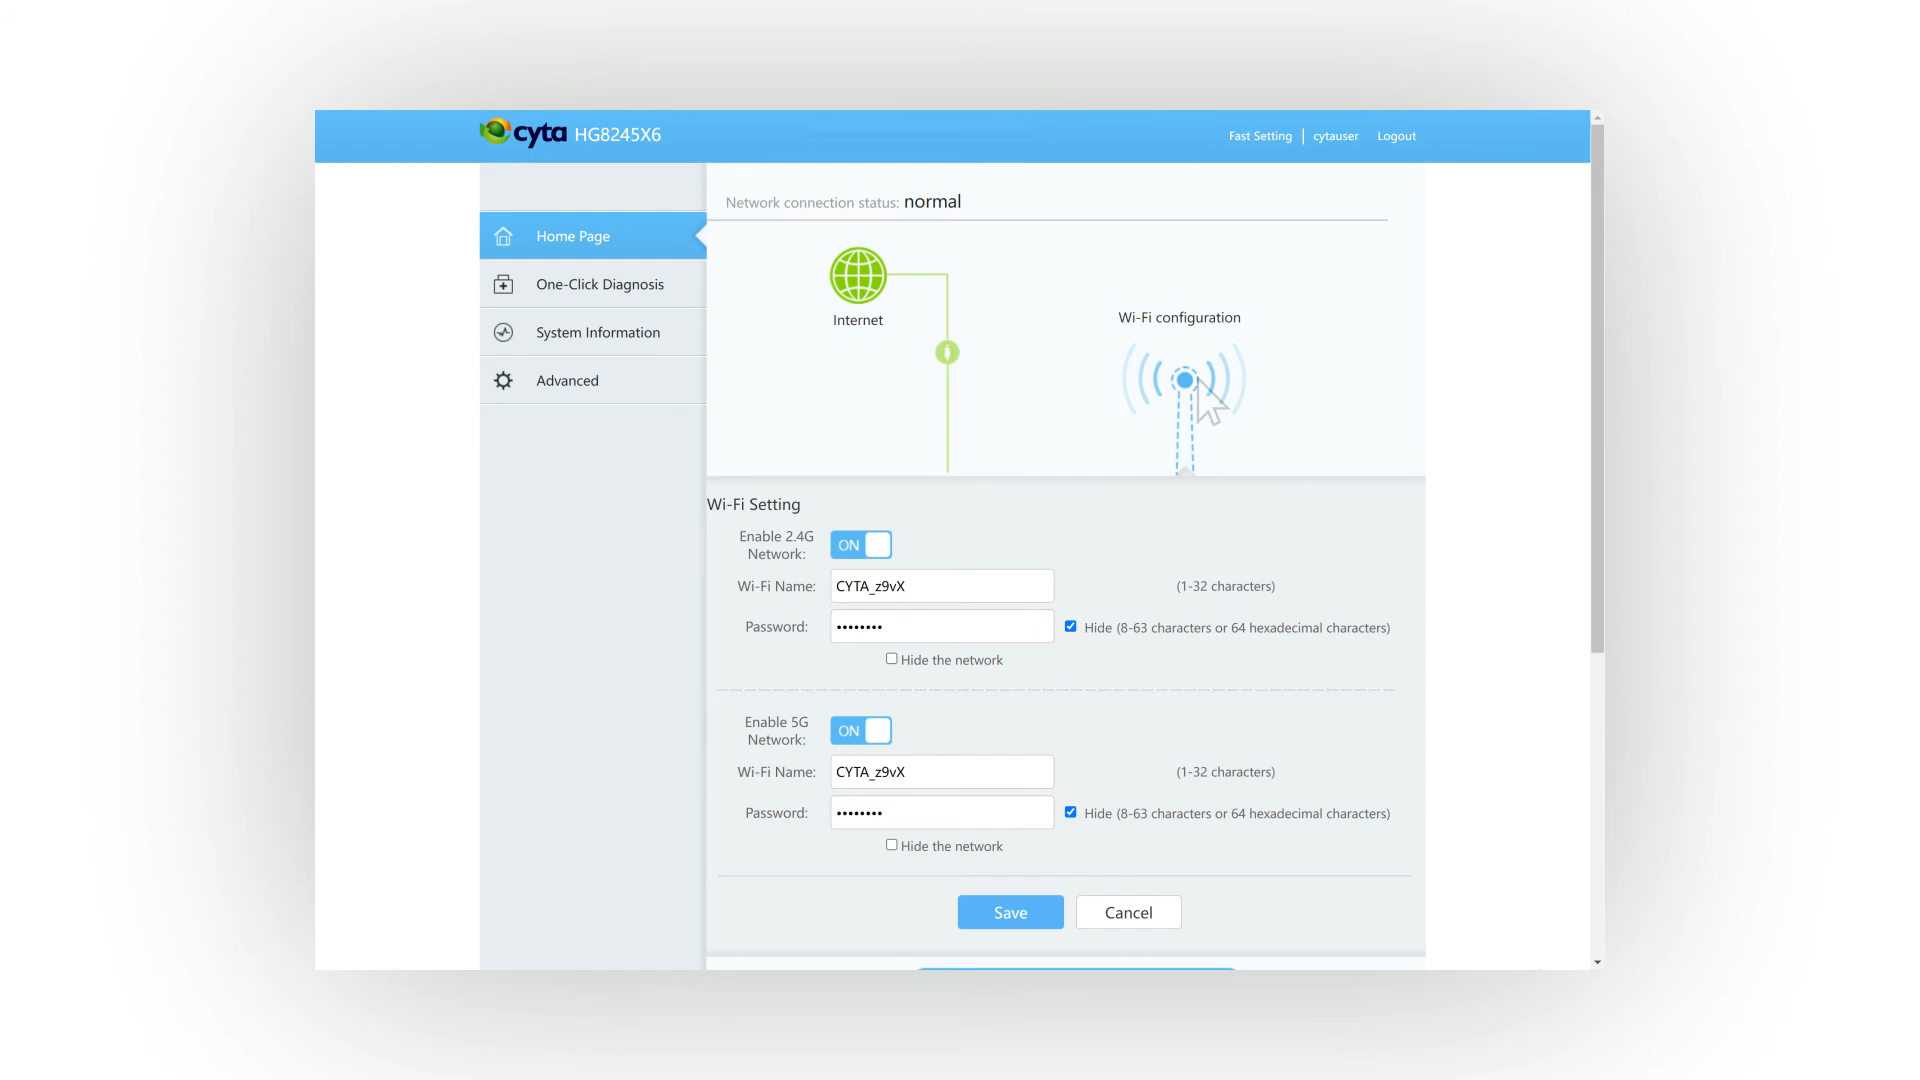 cyta HG8245X6
Fast Setting | cytauser Logout
Network connection status: normal
Home Page
One-Click Diagnosis
System Information
Advanced
Internet
Wi-Fi configuration
Wi-Fi Setting
Enable 2.4G
Network:
ON
Wi-Fi Name: CYTA_z9vX (1-32 characters)
Password: •••••••• Hide (8-63 characters or 64 hexadecimal characters)
Hide the network
Enable 5G
Network:
ON
Wi-Fi Name: CYTA_z9vX (1-32 characters)
Password: •••••••• Hide (8-63 characters or 64 hexadecimal characters)
Hide the network
Save Cancel